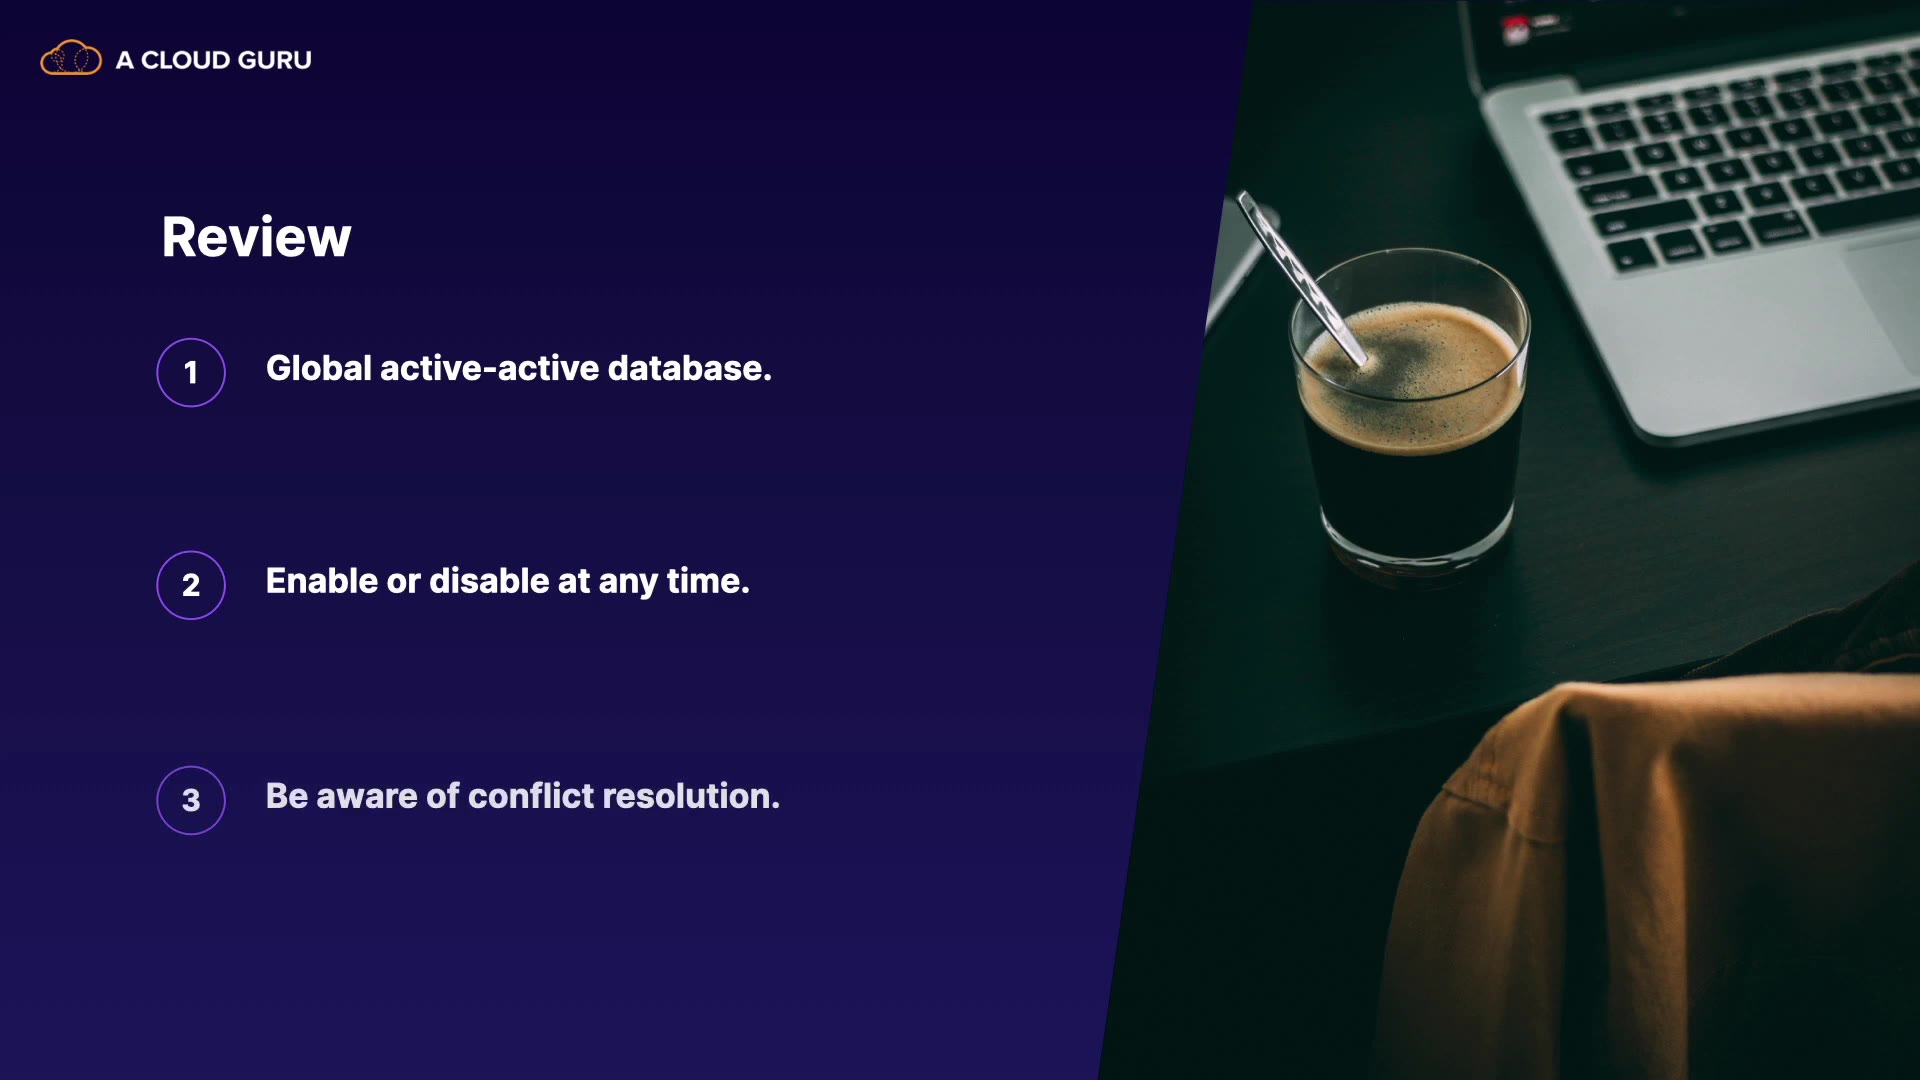 A CLOUD GURU
Review
1 Global active-active database.
2 Enable or disable at any time.
3 Be aware of conflict resolution.